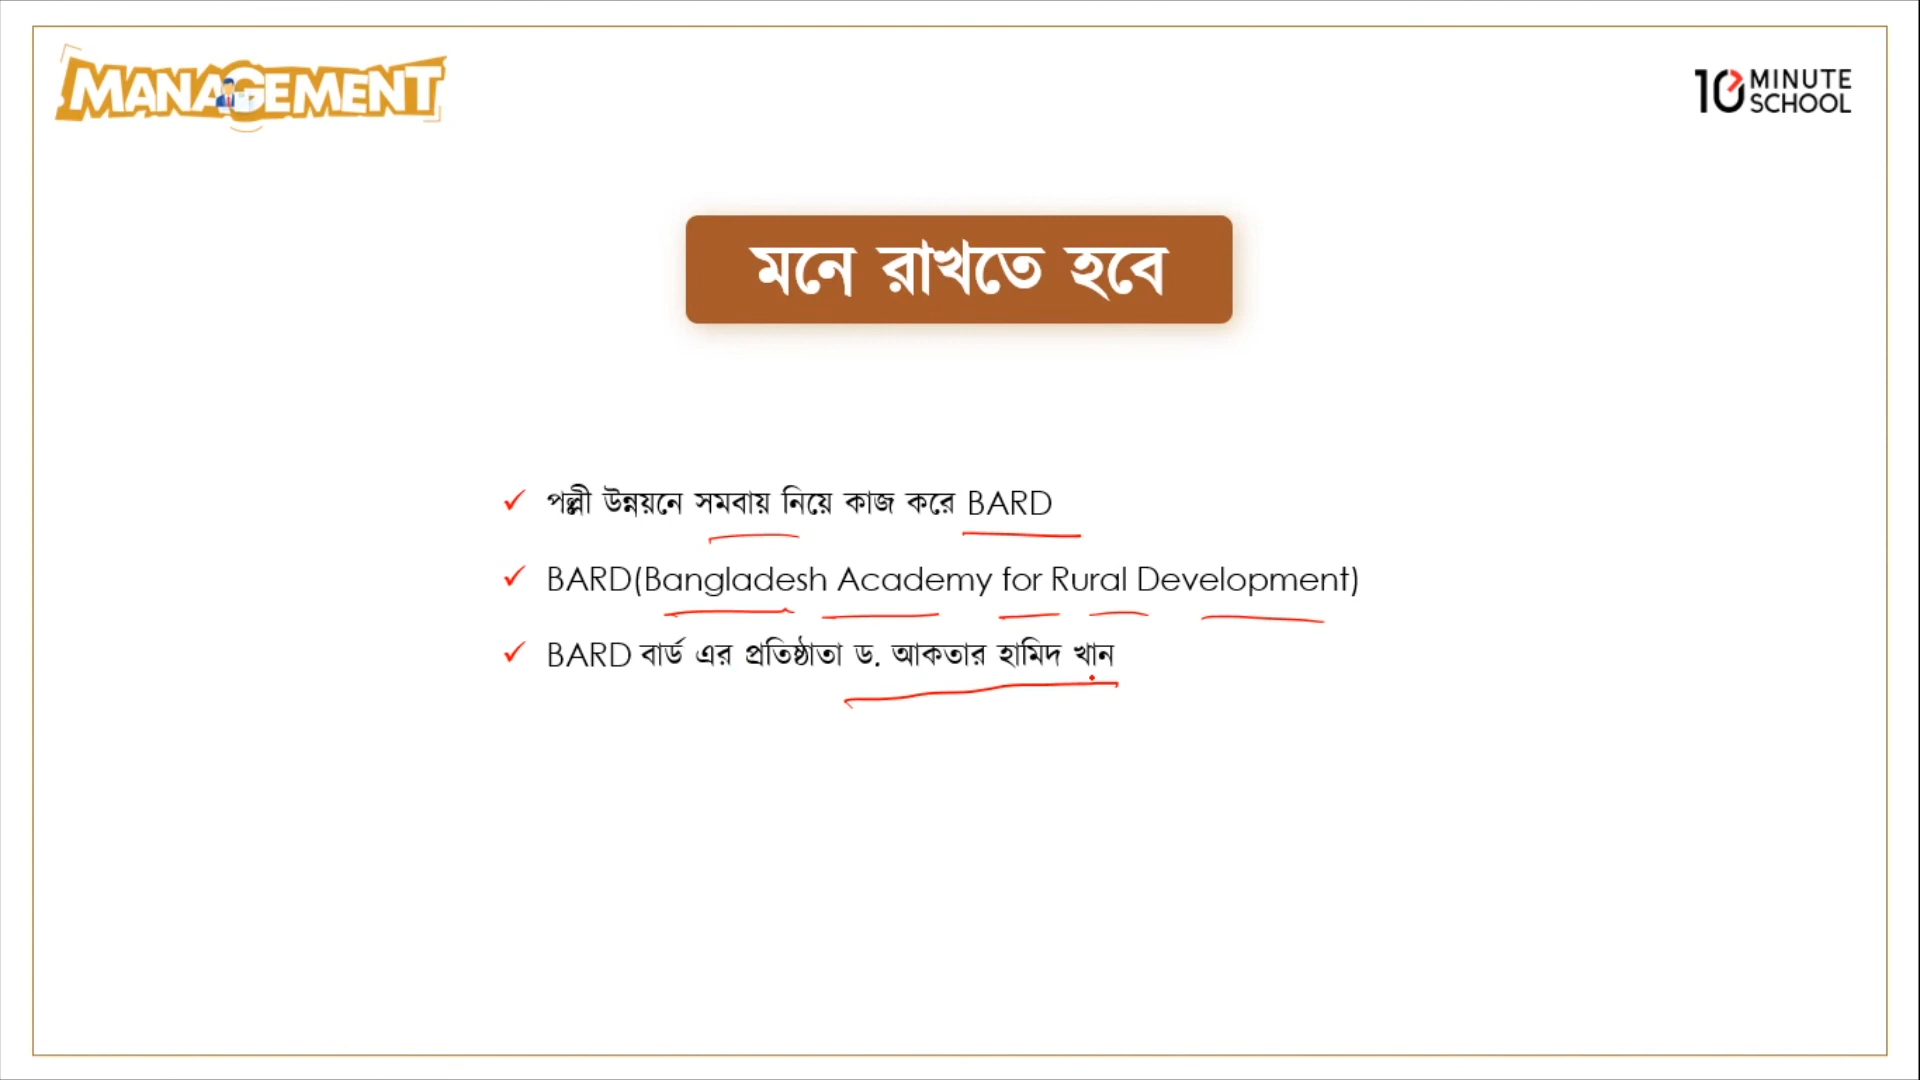 MANAGEMENT
10 MINUTE SCHOOL
মনে রাখতে হবে
✓ পল্লী উন্নয়নে সমবায় নিয়ে কাজ করে BARD
✓ BARD(Bangladesh Academy for Rural Development)
✓ BARD বার্ড এর প্রতিষ্ঠাতা ড. আকতার হামিদ খান